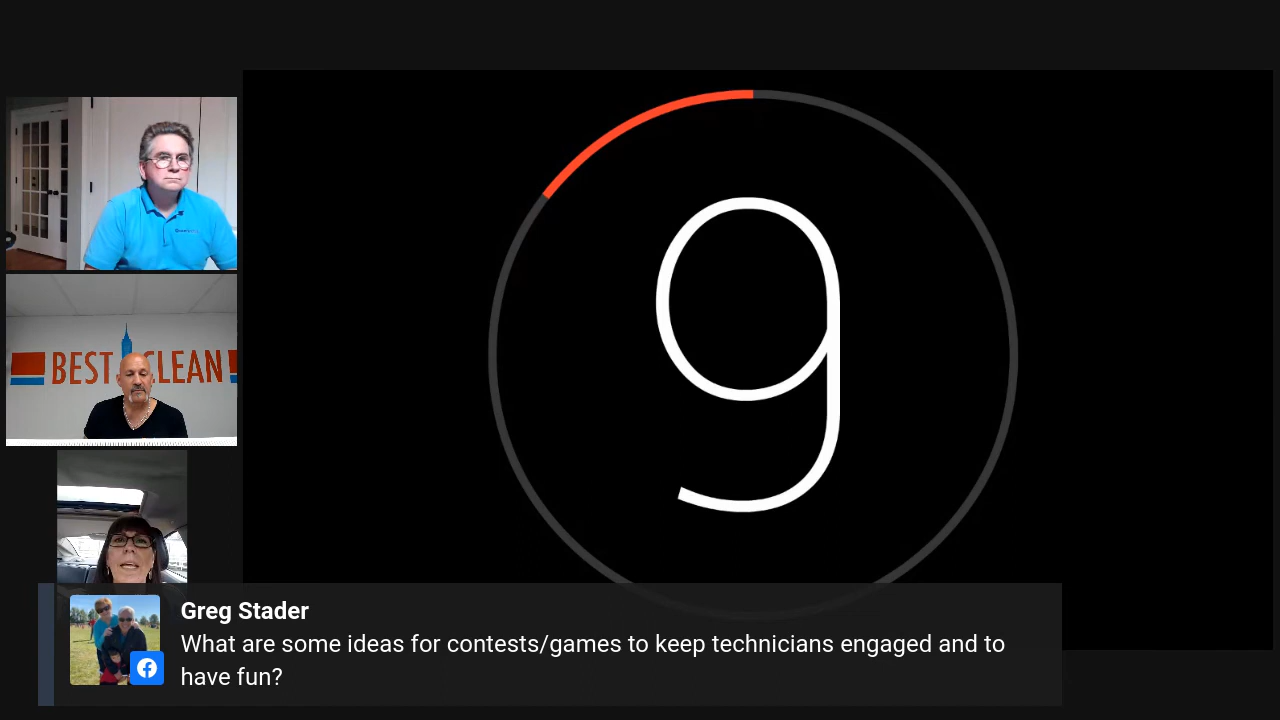 BEST CLEAN
9
Greg Stader
What are some ideas for contests/games to keep technicians engaged and to
have fun?